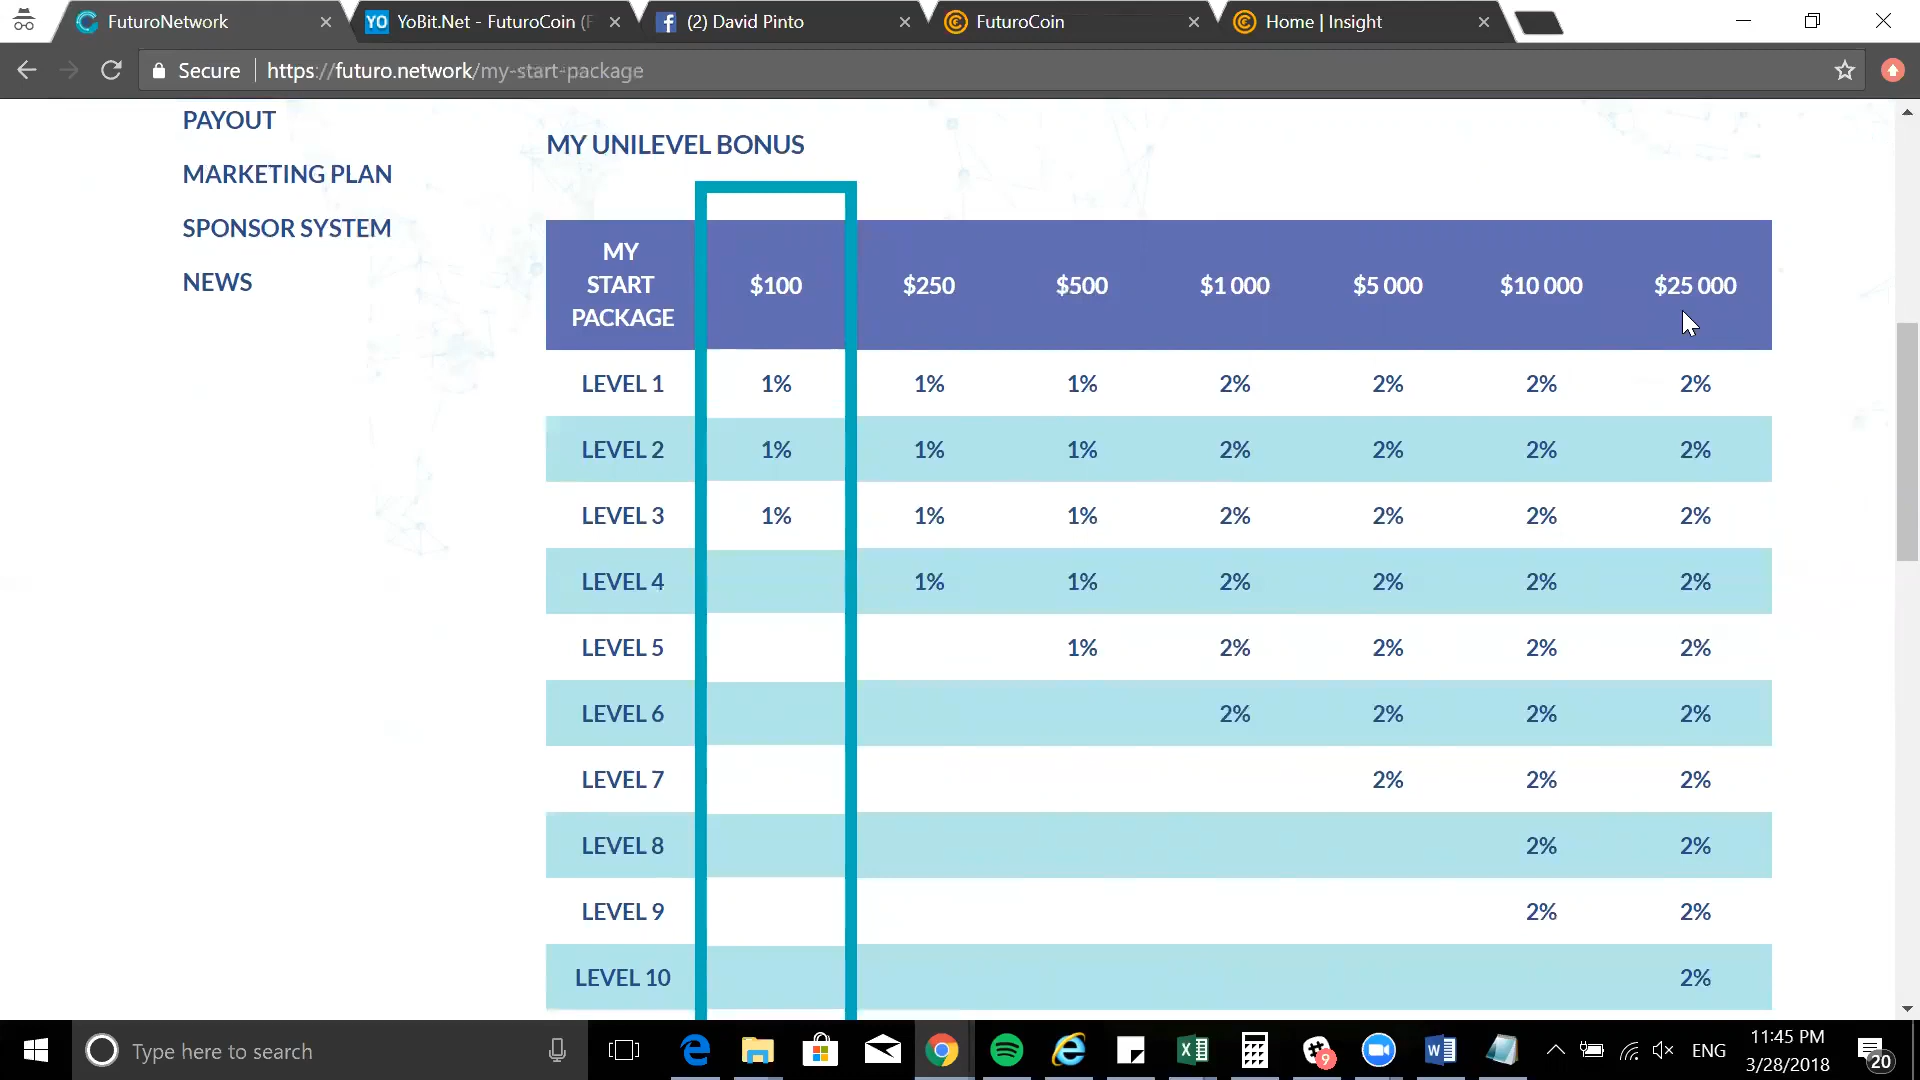 FuturoNetwork
YO YoBit.Net - FuturoCoin (F
(2) David Pinto
FuturoCoin
Home | Insight
Secure
https://futuro.network/my-start-package
PAYOUT
MARKETING PLAN
SPONSOR SYSTEM
NEWS
MY UNILEVEL BONUS
MY START PACKAGE $100 $250 $500 $1 000 $5 000 $10 000 $25 000
LEVEL 1 1% 1% 1% 2% 2% 2% 2%
LEVEL 2 1% 1% 1% 2% 2% 2% 2%
LEVEL 3 1% 1% 1% 2% 2% 2% 2%
LEVEL 4 1% 1% 2% 2% 2% 2%
LEVEL 5 1% 2% 2% 2% 2%
LEVEL 6 2% 2% 2% 2%
LEVEL 7 2% 2% 2%
LEVEL 8 2% 2%
LEVEL 9 2% 2%
LEVEL 10 2%
Type here to search
9
ENG
11:45 PM
3/28/2018
20